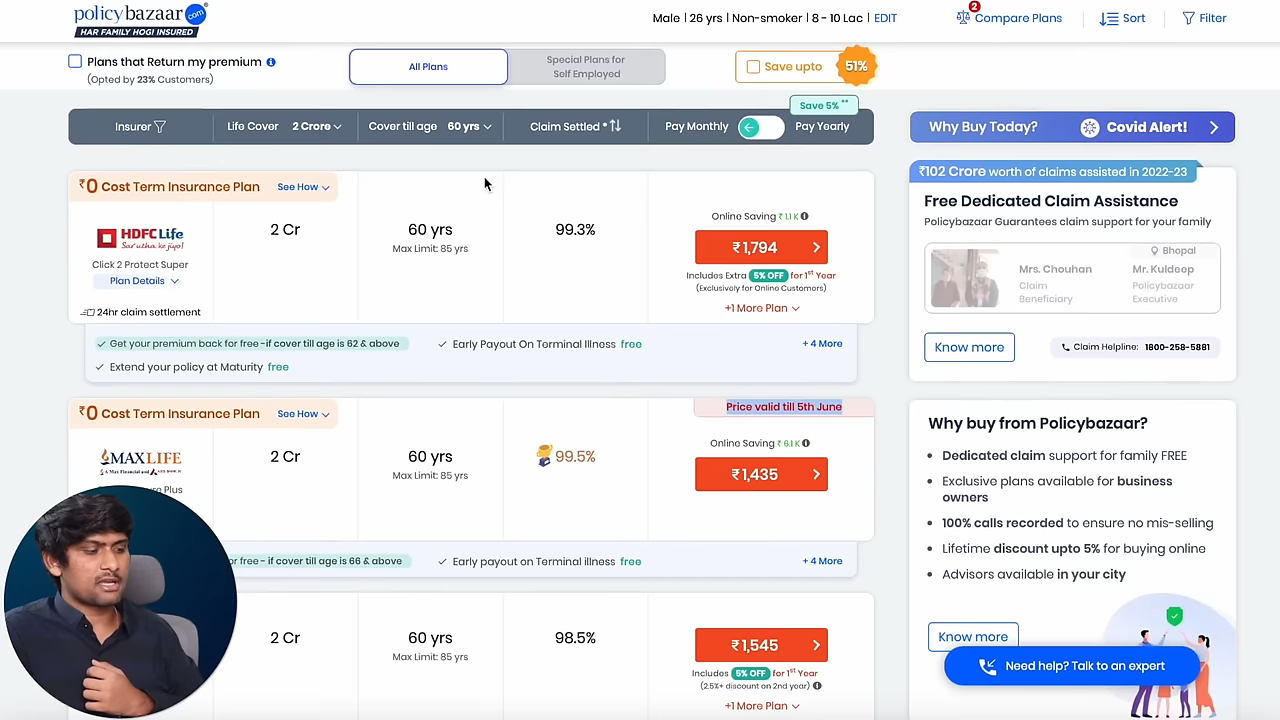 policybazaar.com
HAR FAMILY HOGI INSURED
Male | 26 yrs | Non-smoker | 8 - 10 Lac | EDIT
2
Compare Plans
Sort
Filter
Plans that Return my premium
(Opted by 23% Customers)
All Plans
Special Plans for
Self Employed
Save upto 51%
Save 5% **
Insurer
Life Cover 2 Crore
Cover till age 60 yrs
Claim Settled *
Pay Monthly
Pay Yearly
₹0 Cost Term Insurance Plan See How
HDFC Life
Sar utha ke jiyo!
Click 2 Protect Super
Plan Details
24hr claim settlement
2 Cr
60 yrs
Max Limit: 85 yrs
99.3%
Online Saving ₹ 1.1 K
₹1,794
Includes Extra 5% OFF for 1st Year
(Exclusively for Online Customers)
+1 More Plan
Get your premium back for free - if cover till age is 62 & above
Early Payout On Terminal Illness free
+ 4 More
Extend your policy at Maturity free
₹0 Cost Term Insurance Plan See How
Price valid till 5th June
MAX LIFE
2 Cr
60 yrs
Max Limit: 85 yrs
99.5%
Online Saving ₹ 6.1 K
₹1,435
Plus
or free - if cover till age is 66 & above
Early payout on Terminal illness free
+ 4 More
2 Cr
60 yrs
Max Limit: 85 yrs
98.5%
₹1,545
Includes 5% OFF for 1st Year
(2.5%+ discount on 2nd year)
+1 More Plan
Why Buy Today?
Covid Alert!
₹102 Crore worth of claims assisted in 2022-23
Free Dedicated Claim Assistance
Policybazaar Guarantees claim support for your family
Bhopal
Mrs. Chouhan
Claim
Beneficiary
Mr. Kuldeep
Policybazaar
Executive
Know more
Claim Helpline: 1800-258-5881
Why buy from Policybazaar?
Dedicated claim support for family FREE
Exclusive plans available for business
owners
100% calls recorded to ensure no mis-selling
Lifetime discount upto 5% for buying online
Advisors available in your city
Know more
Need help? Talk to an expert